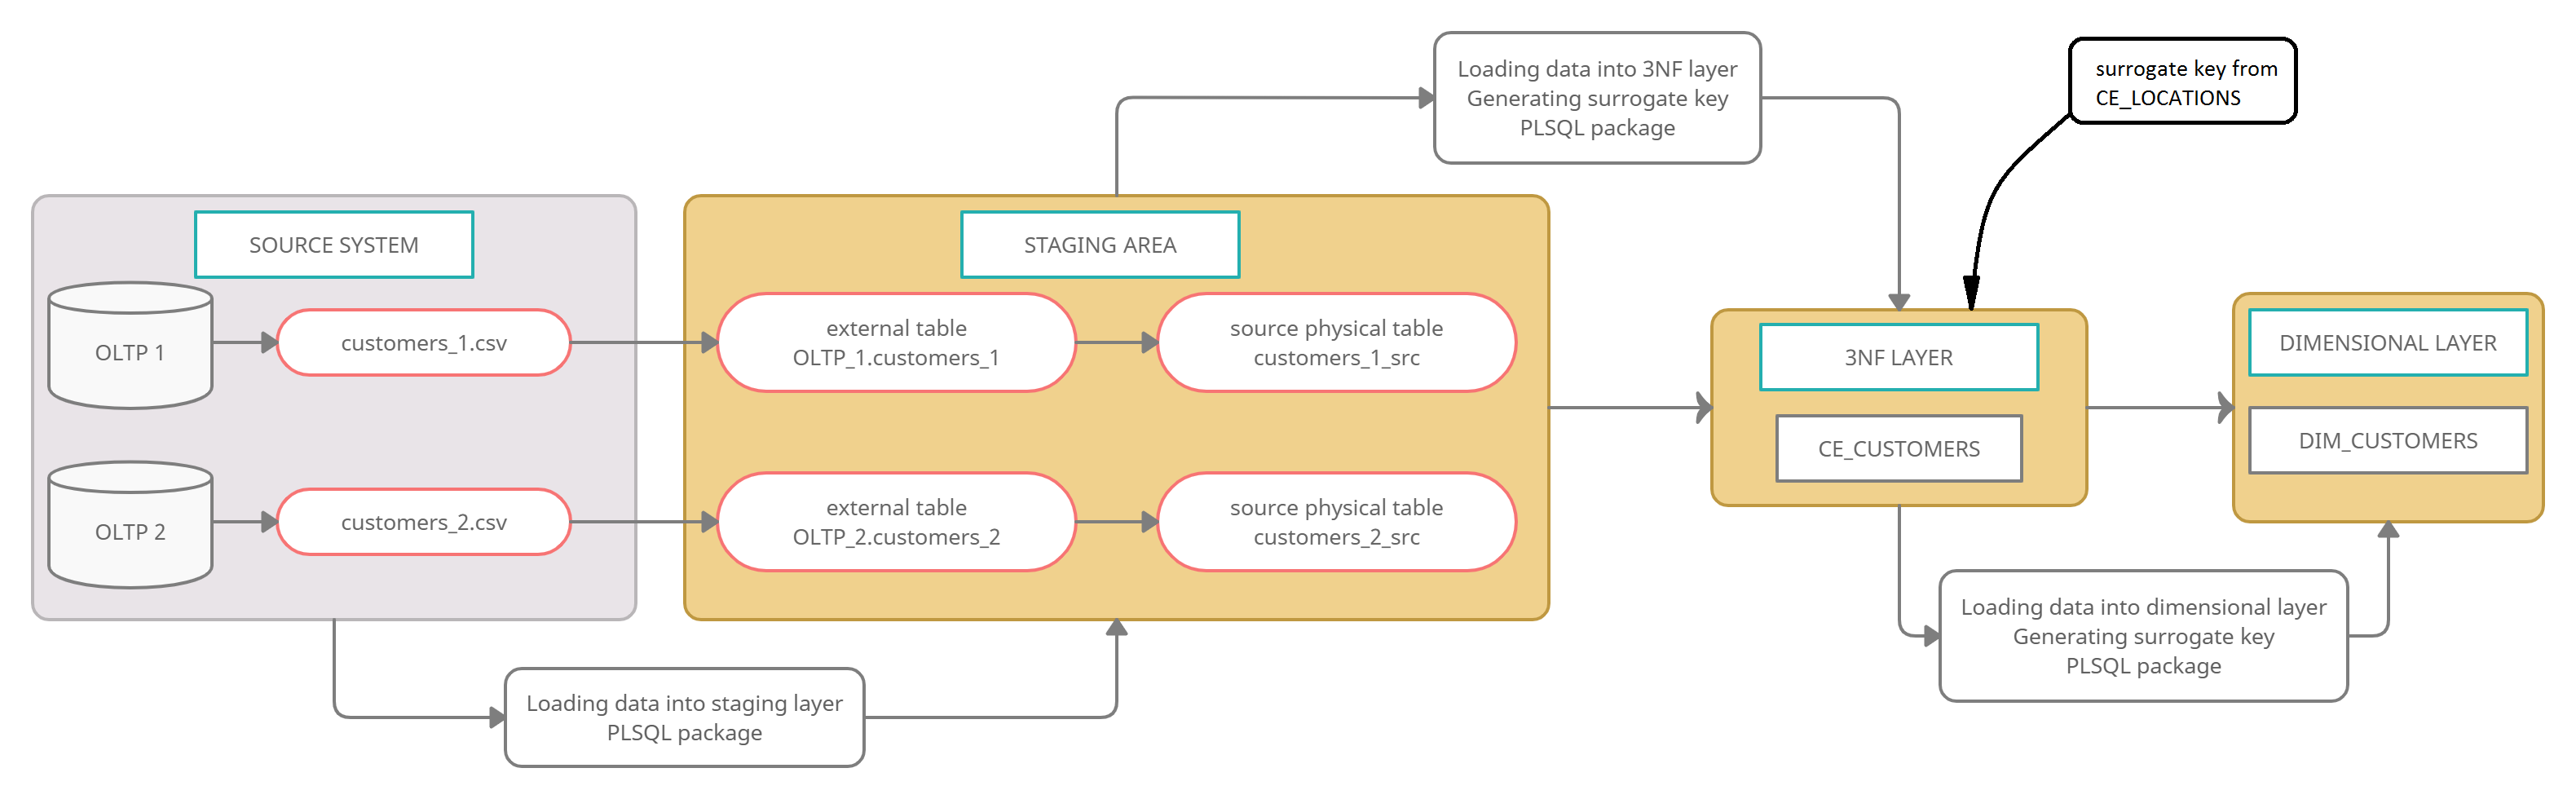 Loading data into 3NF layer
Generating surrogate key
PLSQL package
surrogate key from
CE_LOCATIONS
SOURCE SYSTEM
OLTP 1
customers_1.csv
OLTP 2
customers_2.csv
STAGING AREA
external table
OLTP_1.customers_1
source physical table
customers_1_src
external table
OLTP_2.customers_2
source physical table
customers_2_src
3NF LAYER
CE_CUSTOMERS
DIMENSIONAL LAYER
DIM_CUSTOMERS
Loading data into staging layer
PLSQL package
Loading data into dimensional layer
Generating surrogate key
PLSQL package